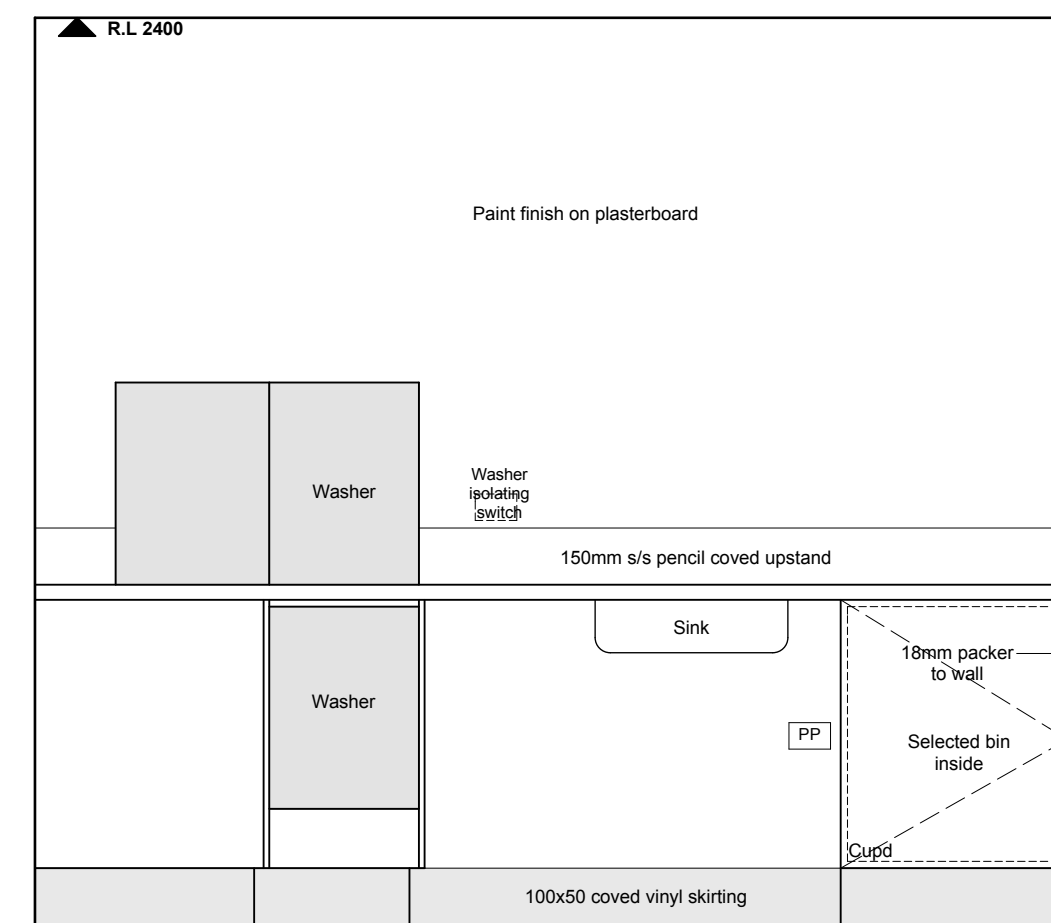 R.L 2400
Paint finish on plasterboard
Washer
Washer
isolating
switch
150mm s/s pencil coved upstand
Sink
18mm packer
to wall
Washer
PP
Selected bin
inside
Cupd
100x50 coved vinyl skirting